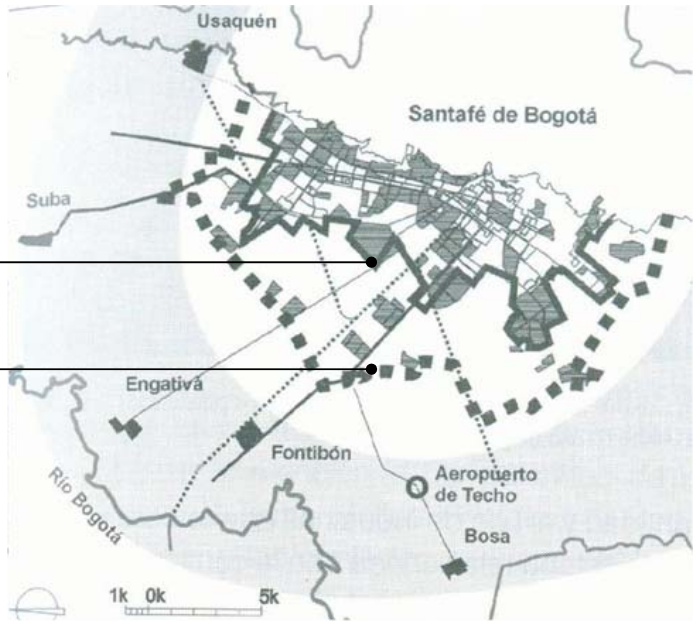 Usaquén
Santafé de Bogotá
Suba
Engativá
Fontibón
Aeropuerto
de Techo
Río Bogotá
Bosa
1k 0k 5k